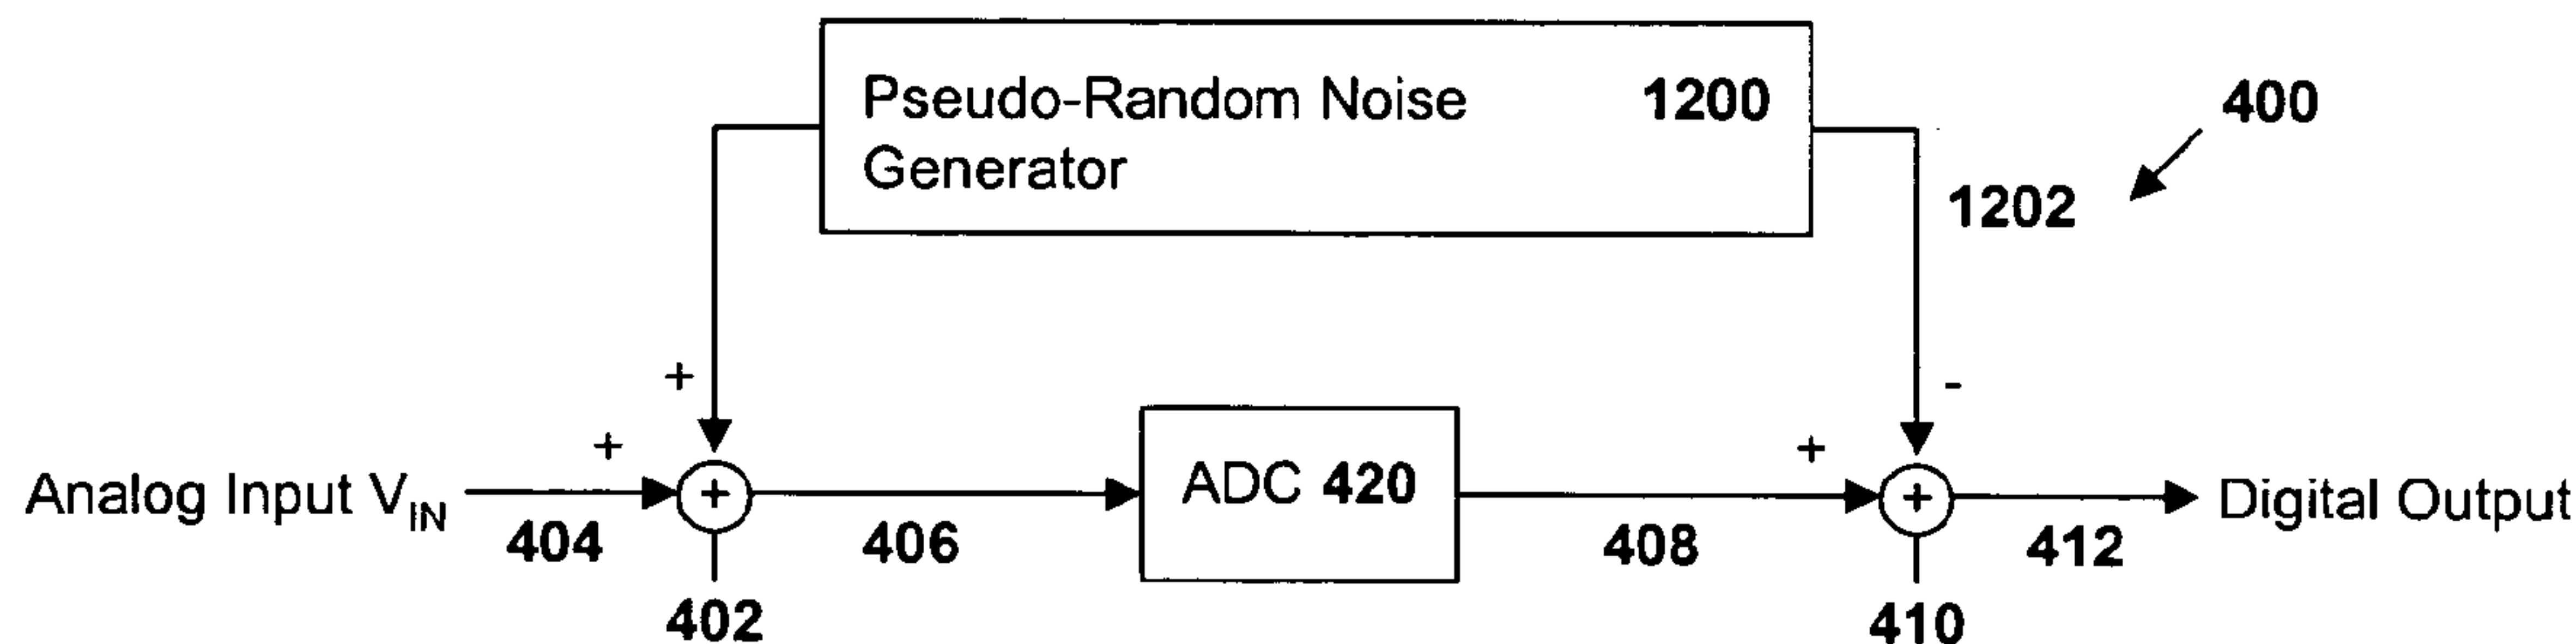 Pseudo-Random Noise 1200
Generator
400
1202
+
-
+
+
Analog Input VIN
+
ADC 420
+
Digital Output
404
406
408
412
402
410